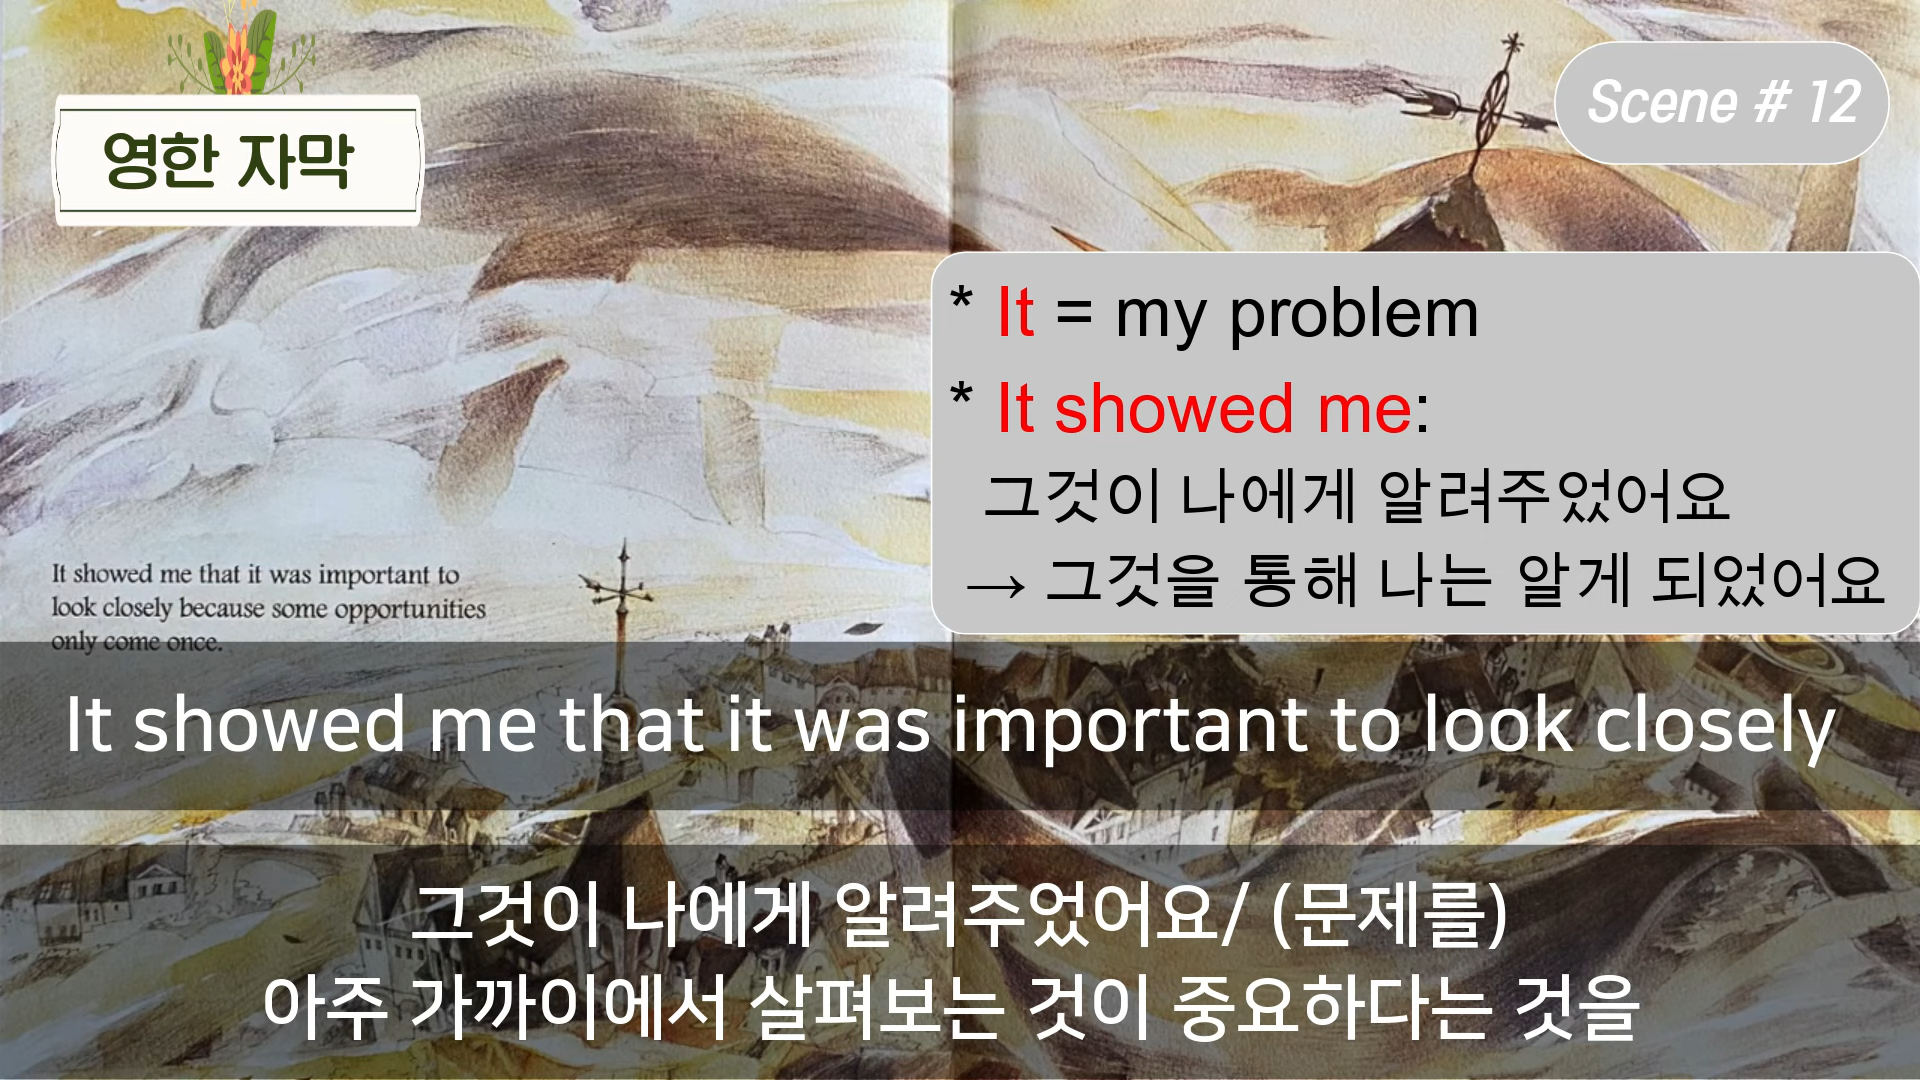 영한 자막
Scene # 12
* It = my problem
* It showed me:
그것이 나에게 알려주었어요
→ 그것을 통해 나는 알게 되었어요
It showed me that it was important to
look closely because some opportunities
only come once.
It showed me that it was important to look closely
그것이 나에게 알려주었어요/ (문제를)
아주 가까이에서 살펴보는 것이 중요하다는 것을